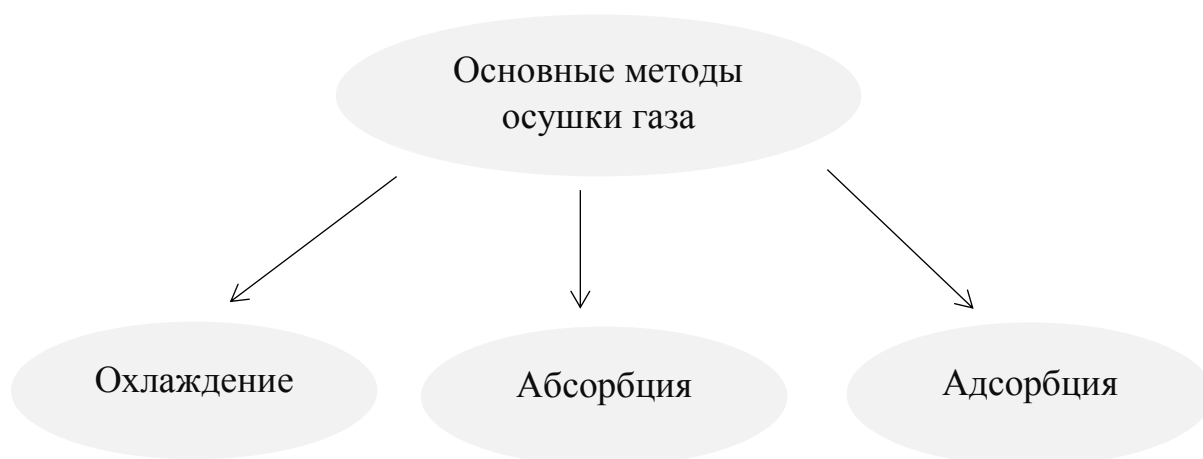 Основные методы
осушки газа
Охлаждение
Абсорбция
Адсорбция